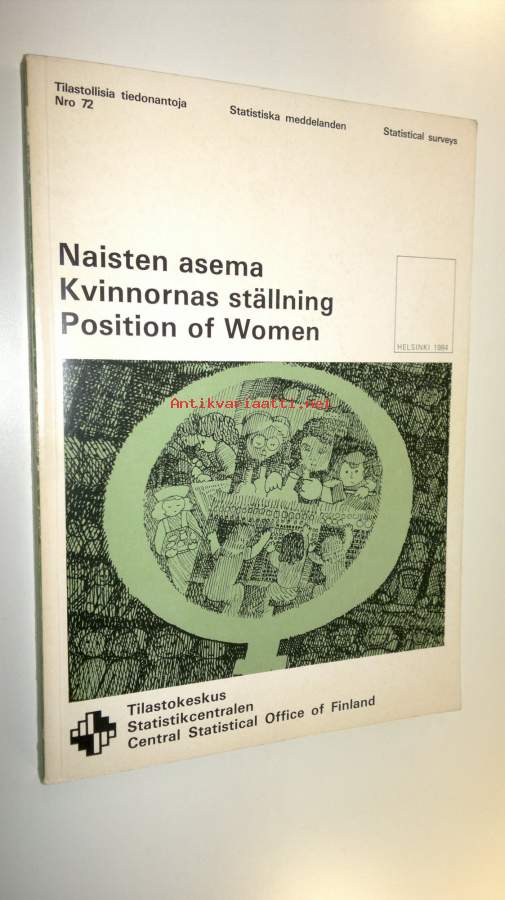 Tilastollisia tiedonantoja
Nro 72
Statistiska meddelanden
Statistical surveys
Naisten asema
Kvinnornas ställning
Position of Women
HELSINKI 1984
Antikvariaatti.net
Tilastokeskus
Statistikcentralen
Central Statistical Office of Finland